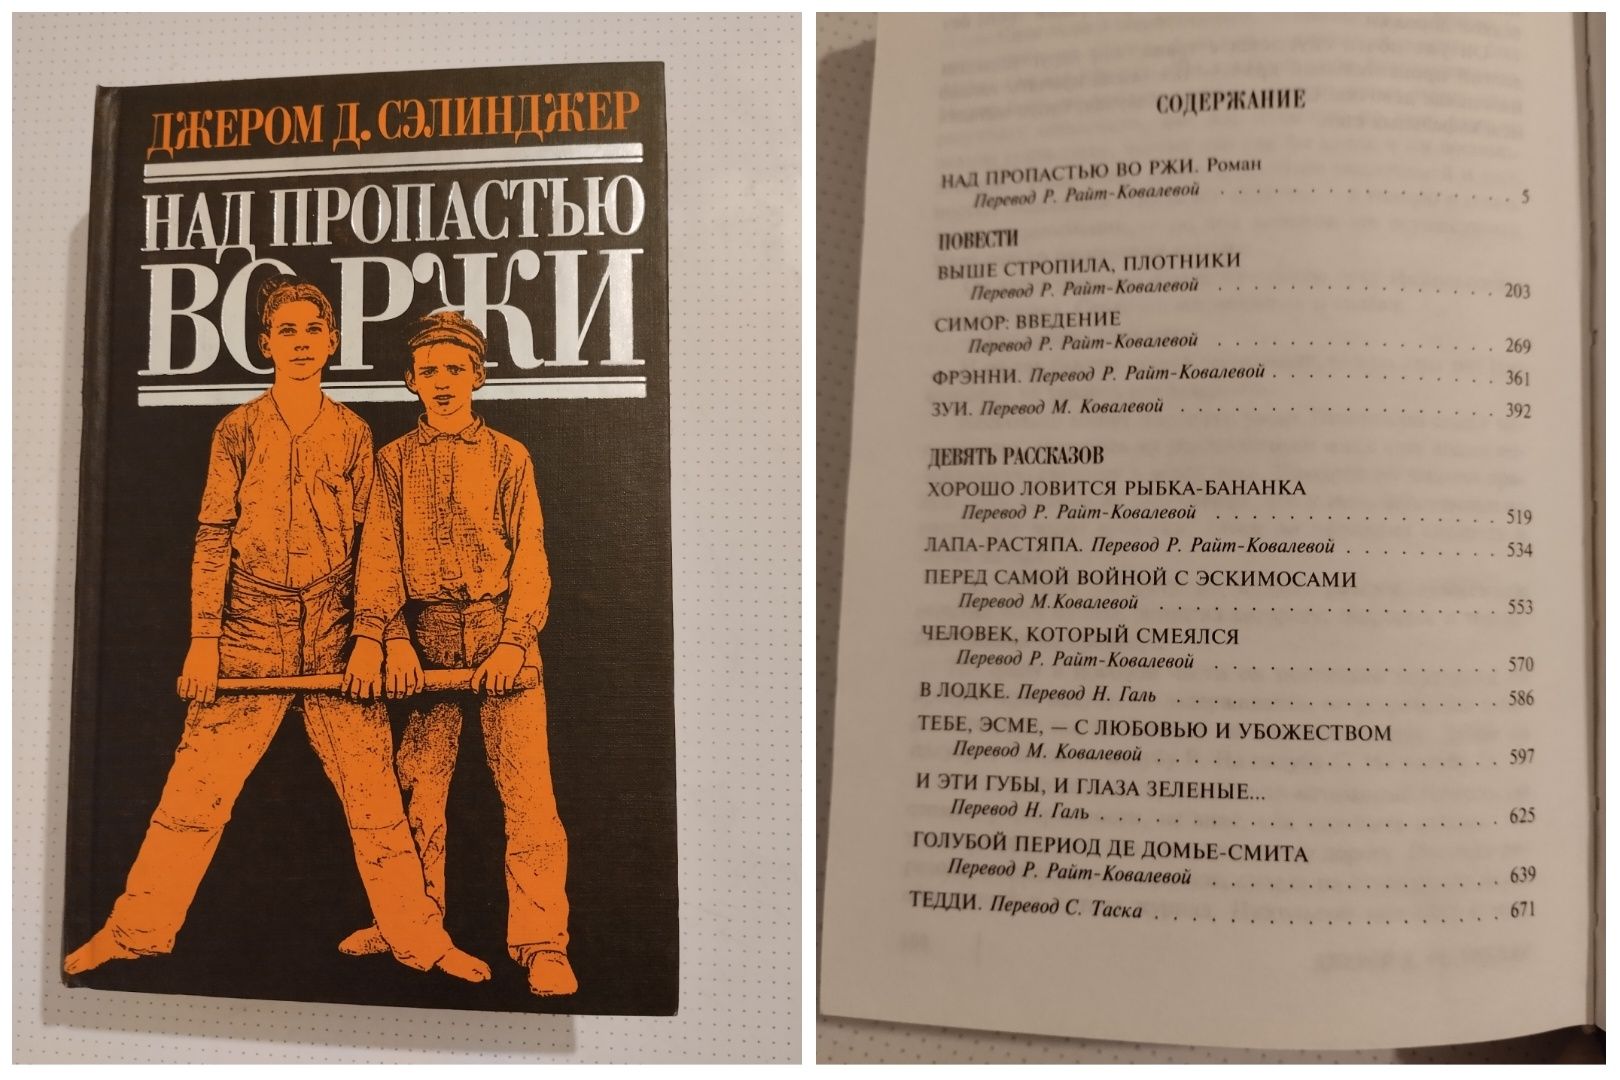 ДЖЕРОМ Д. СЭЛИНДЖЕР
НАД ПРОПАСТЬЮ
ВО РЖИ
СОДЕРЖАНИЕ
НАД ПРОПАСТЬЮ ВО РЖИ. Роман
Перевод Р. Райт-Ковалевой . . . . . . . . . . . . . . . . . 5
ПОВЕСТИ
ВЫШЕ СТРОПИЛА, ПЛОТНИКИ
Перевод Р. Райт-Ковалевой . . . . . . . . . . . . . . . . . 203
СИМОР: ВВЕДЕНИЕ
Перевод Р. Райт-Ковалевой . . . . . . . . . . . . . . . . . 269
ФРЭННИ. Перевод Р. Райт-Ковалевой . . . . . . . . . . . . . 361
ЗУИ. Перевод М. Ковалевой . . . . . . . . . . . . . . . . . 392
ДЕВЯТЬ РАССКАЗОВ
ХОРОШО ЛОВИТСЯ РЫБКА-БАНАНКА
Перевод Р. Райт-Ковалевой . . . . . . . . . . . . . . . . . 519
ЛАПА-РАСТЯПА. Перевод Р. Райт-Ковалевой . . . . . . . . . 534
ПЕРЕД САМОЙ ВОЙНОЙ С ЭСКИМОСАМИ
Перевод М.Ковалевой . . . . . . . . . . . . . . . . . . . 553
ЧЕЛОВЕК, КОТОРЫЙ СМЕЯЛСЯ
Перевод Р. Райт-Ковалевой . . . . . . . . . . . . . . . . . 570
В ЛОДКЕ. Перевод Н. Галь . . . . . . . . . . . . . . . . . 586
ТЕБЕ, ЭСМЕ, — С ЛЮБОВЬЮ И УБОЖЕСТВОМ
Перевод М. Ковалевой . . . . . . . . . . . . . . . . . . . 597
И ЭТИ ГУБЫ, И ГЛАЗА ЗЕЛЕНЫЕ...
Перевод Н. Галь . . . . . . . . . . . . . . . . . . . . . . 625
ГОЛУБОЙ ПЕРИОД ДЕ ДОМЬЕ-СМИТА
Перевод Р. Райт-Ковалевой . . . . . . . . . . . . . . . . . 639
ТЕДДИ. Перевод С. Таска . . . . . . . . . . . . . . . . . . 671